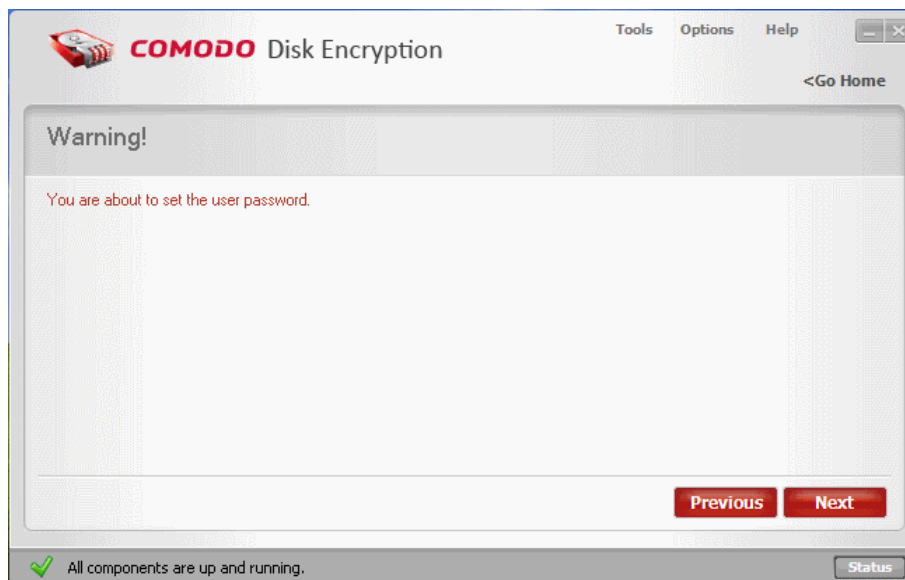 COMODO Disk Encryption
Tools Options Help
<Go Home
Warning!
You are about to set the user password.
Previous Next
All components are up and running.
Status